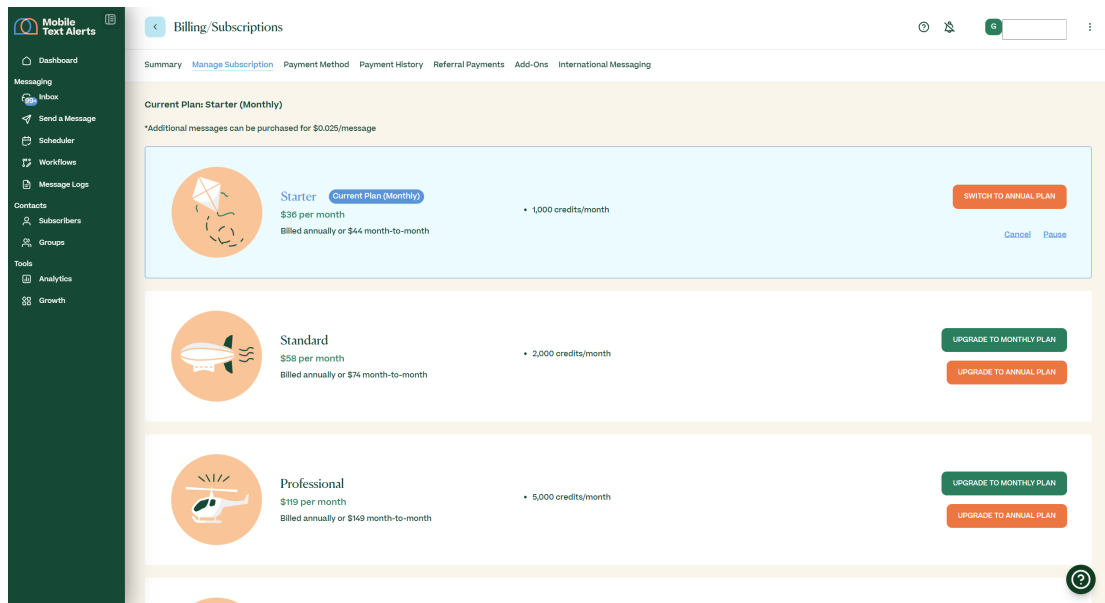 Mobile
Text Alerts
Dashboard
Messaging
99+
Inbox
Send a Message
Scheduler
Workflows
Message Logs
Contacts
Subscribers
Groups
Tools
Analytics
Growth
Billing/Subscriptions
G
Summary Manage Subscription Payment Method Payment History Referral Payments Add-Ons International Messaging
Current Plan: Starter (Monthly)
*Additional messages can be purchased for $0.025/message
Starter Current Plan (Monthly)
$36 per month
Billed annually or $44 month-to-month
• 1,000 credits/month
SWITCH TO ANNUAL PLAN
Cancel Pause
Standard
$58 per month
Billed annually or $74 month-to-month
• 2,000 credits/month
UPGRADE TO MONTHLY PLAN
UPGRADE TO ANNUAL PLAN
Professional
$119 per month
Billed annually or $149 month-to-month
• 5,000 credits/month
UPGRADE TO MONTHLY PLAN
UPGRADE TO ANNUAL PLAN